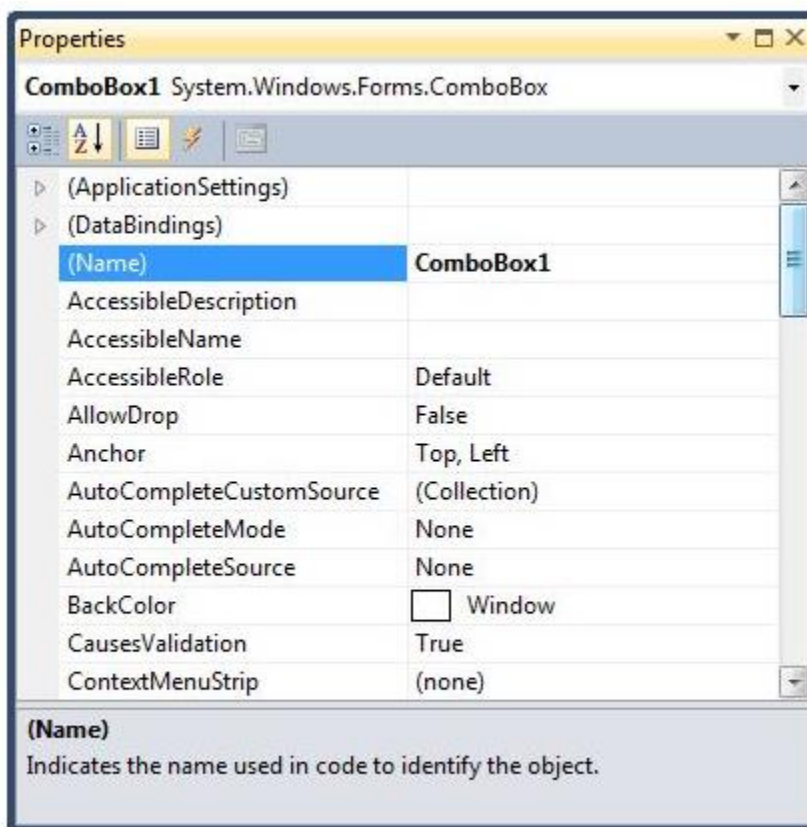 Properties
ComboBox1 System.Windows.Forms.ComboBox
A
Z
(ApplicationSettings)
(DataBindings)
(Name) ComboBox1
AccessibleDescription
AccessibleName
AccessibleRole Default
AllowDrop False
Anchor Top, Left
AutoCompleteCustomSource (Collection)
AutoCompleteMode None
AutoCompleteSource None
BackColor Window
CausesValidation True
ContextMenuStrip (none)
(Name)
Indicates the name used in code to identify the object.